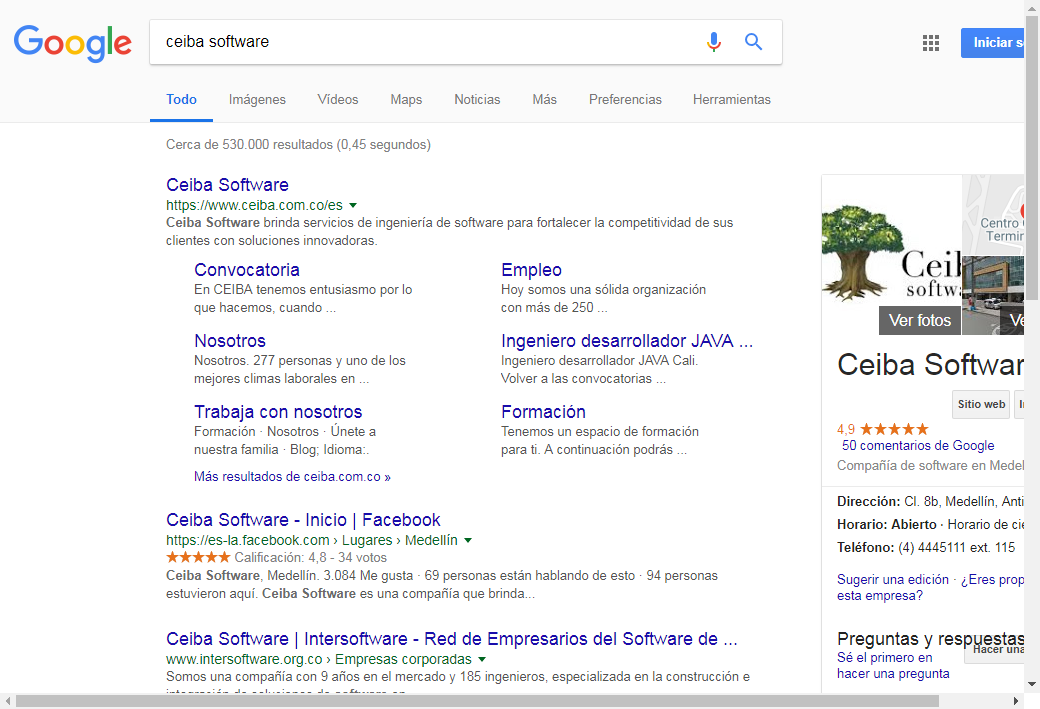 Google
ceiba software
Iniciar s
Todo Imágenes Vídeos Maps Noticias Más Preferencias Herramientas
Cerca de 530.000 resultados (0,45 segundos)
Ceiba Software
https://www.ceiba.com.co/es
Ceiba Software brinda servicios de ingeniería de software para fortalecer la competitividad de sus
clientes con soluciones innovadoras.
Convocatoria
En CEIBA tenemos entusiasmo por lo
que hacemos, cuando ...
Empleo
Hoy somos una sólida organización
con más de 250 ...
Nosotros
Nosotros. 277 personas y uno de los
mejores climas laborales en ...
Ingeniero desarrollador JAVA ...
Ingeniero desarrollador JAVA Cali.
Volver a las convocatorias ...
Trabaja con nosotros
Formación · Nosotros · Únete a
nuestra familia · Blog; Idioma:.
Formación
Tenemos un espacio de formación
para ti. A continuación podrás ...
Más resultados de ceiba.com.co »
Ceiba Software - Inicio | Facebook
https://es-la.facebook.com › Lugares › Medellín
Calificación: 4,8 - 34 votos
Ceiba Software, Medellín. 3.084 Me gusta · 69 personas están hablando de esto · 94 personas
estuvieron aquí. Ceiba Software es una compañía que brinda...
Ceiba Software | Intersoftware - Red de Empresarios del Software de ...
www.intersoftware.org.co › Empresas corporadas
Somos una compañía con 9 años en el mercado y 185 ingenieros, especializada en la construcción e
integración de soluciones de software en
Ceib
softwa
Centro
Termin
Ver fotos
Ve
Ceiba Softwar
Sitio web
4,9
50 comentarios de Google
Compañía de software en Medel
Dirección: Cl. 8b, Medellín, Anti
Horario: Abierto · Horario de cie
Teléfono: (4) 4445111 ext. 115
Sugerir una edición · ¿Eres prop
esta empresa?
Preguntas y respuestas
Hacer una
Sé el primero en
hacer una pregunta